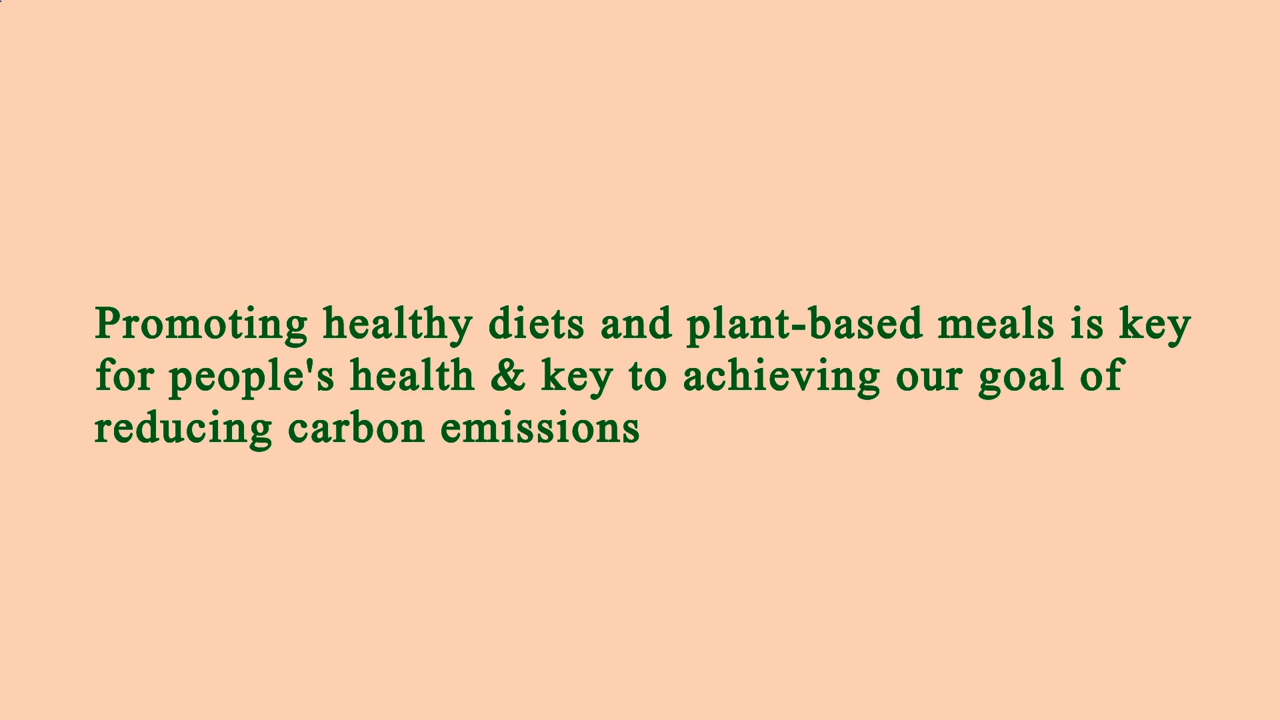 Promoting healthy diets and plant-based meals is key
for people's health & key to achieving our goal of
reducing carbon emissions